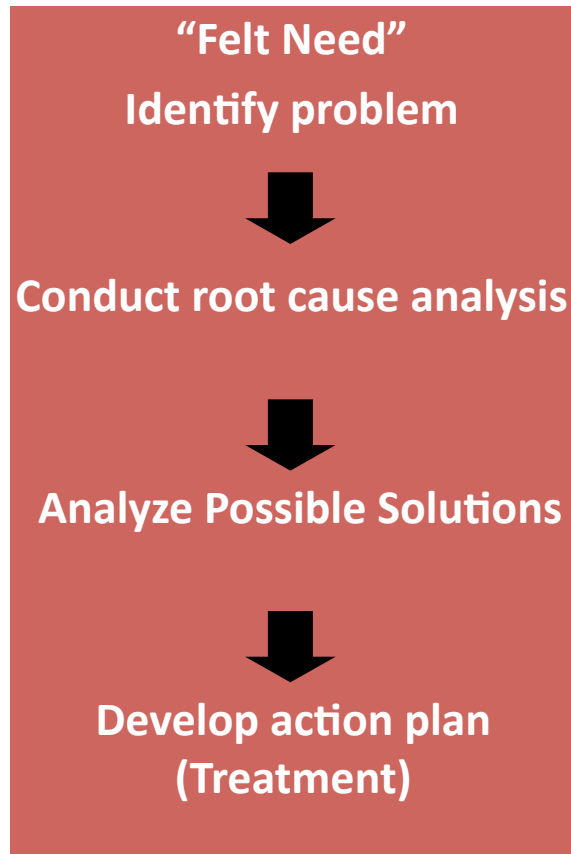 “Felt Need”
Identify problem
Conduct root cause analysis
Analyze Possible Solutions
Develop action plan
(Treatment)